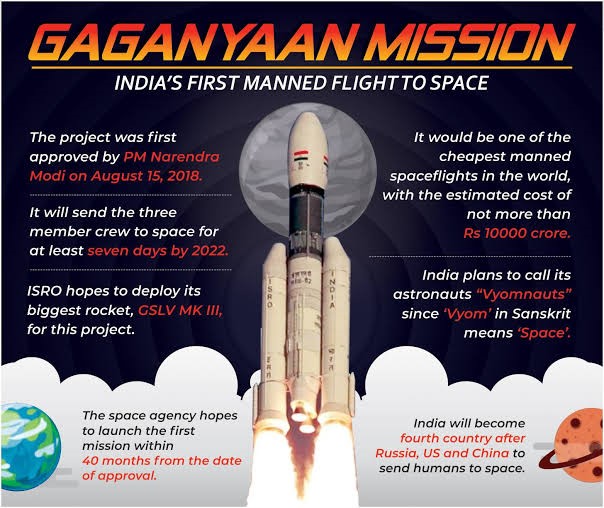 GAGANYAAN MISSION
INDIA'S FIRST MANNED FLIGHT TO SPACE
The project was first
approved by PM Narendra
Modi on August 15, 2018.
It will send the three
member crew to space for
at least seven days by 2022.
ISRO hopes to deploy its
biggest rocket, GSLV MK III,
for this project.
It would be one of the
cheapest manned
spaceflights in the world,
with the estimated cost of
not more than
Rs 10000 crore.
India plans to call its
astronauts "Vyomnauts"
since 'Vyom' in Sanskrit
means 'Space'.
ISRO
INDIA
The space agency hopes
to launch the first
mission within
40 months from the date
of approval.
India will become
fourth country after
Russia, US and China to
send humans to space.